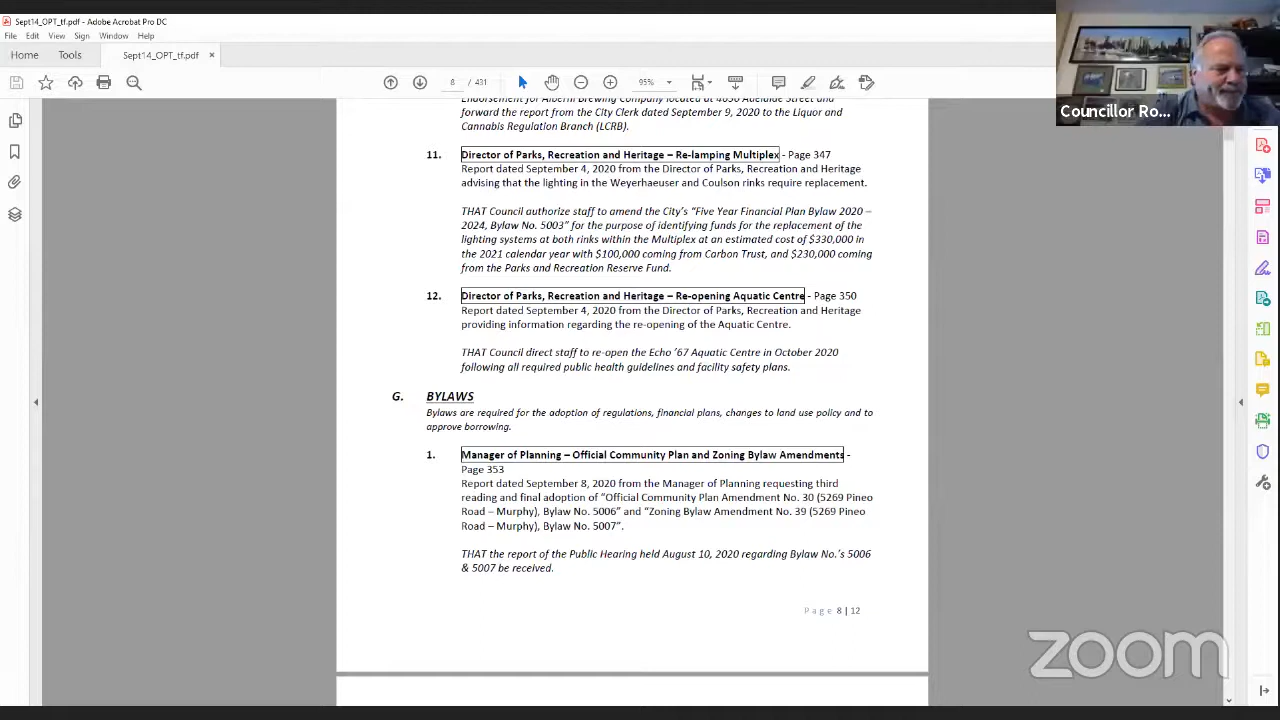 Sept14_OPT_tf.pdf - Adobe Acrobat Pro DC
File Edit View Sign Window Help
Home Tools Sept14_OPT_tf.pdf ×
8 / 431 95%
Councillor Ro...
forward the report from the City Clerk dated September 9, 2020 to the Liquor and
Cannabis Regulation Branch (LCRB).
11. Director of Parks, Recreation and Heritage – Re-lamping Multiplex - Page 347
Report dated September 4, 2020 from the Director of Parks, Recreation and Heritage
advising that the lighting in the Weyerhaeuser and Coulson rinks require replacement.
THAT Council authorize staff to amend the City's “Five Year Financial Plan Bylaw 2020 –
2024, Bylaw No. 5003” for the purpose of identifying funds for the replacement of the
lighting systems at both rinks within the Multiplex at an estimated cost of $330,000 in
the 2021 calendar year with $100,000 coming from Carbon Trust, and $230,000 coming
from the Parks and Recreation Reserve Fund.
12. Director of Parks, Recreation and Heritage – Re-opening Aquatic Centre - Page 350
Report dated September 4, 2020 from the Director of Parks, Recreation and Heritage
providing information regarding the re-opening of the Aquatic Centre.
THAT Council direct staff to re-open the Echo ’67 Aquatic Centre in October 2020
following all required public health guidelines and facility safety plans.
G. BYLAWS
Bylaws are required for the adoption of regulations, financial plans, changes to land use policy and to
approve borrowing.
1. Manager of Planning – Official Community Plan and Zoning Bylaw Amendments -
Page 353
Report dated September 8, 2020 from the Manager of Planning requesting third
reading and final adoption of “Official Community Plan Amendment No. 30 (5269 Pineo
Road – Murphy), Bylaw No. 5006” and “Zoning Bylaw Amendment No. 39 (5269 Pineo
Road – Murphy), Bylaw No. 5007”.
THAT the report of the Public Hearing held August 10, 2020 regarding Bylaw No.'s 5006
& 5007 be received.
Page 8 | 12
zoom